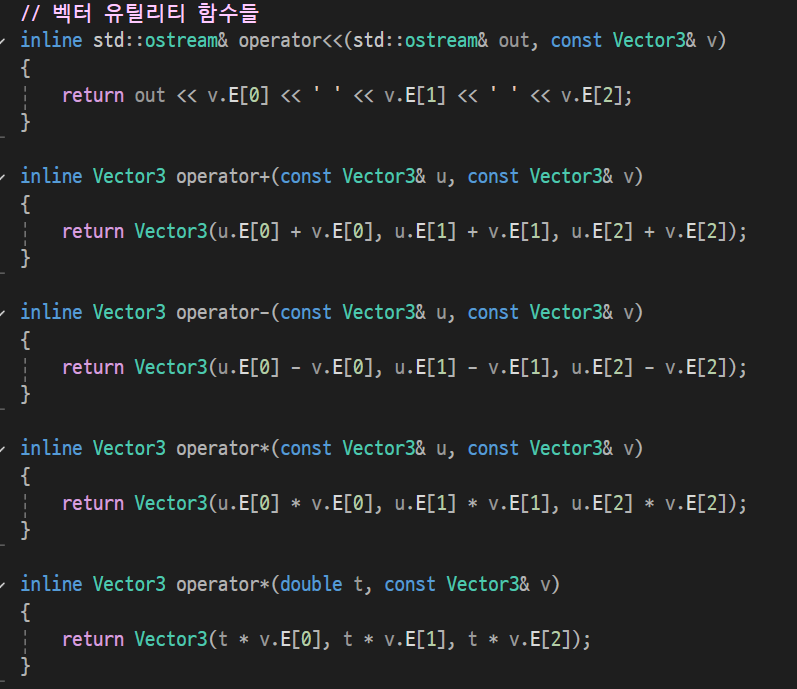 // 벡터 유틸리티 함수들
inline std::ostream& operator<<(std::ostream& out, const Vector3& v)
{
    return out << v.E[0] << ' ' << v.E[1] << ' ' << v.E[2];
}
inline Vector3 operator+(const Vector3& u, const Vector3& v)
{
    return Vector3(u.E[0] + v.E[0], u.E[1] + v.E[1], u.E[2] + v.E[2]);
}
inline Vector3 operator-(const Vector3& u, const Vector3& v)
{
    return Vector3(u.E[0] - v.E[0], u.E[1] - v.E[1], u.E[2] - v.E[2]);
}
inline Vector3 operator*(const Vector3& u, const Vector3& v)
{
    return Vector3(u.E[0] * v.E[0], u.E[1] * v.E[1], u.E[2] * v.E[2]);
}
inline Vector3 operator*(double t, const Vector3& v)
{
    return Vector3(t * v.E[0], t * v.E[1], t * v.E[2]);
}